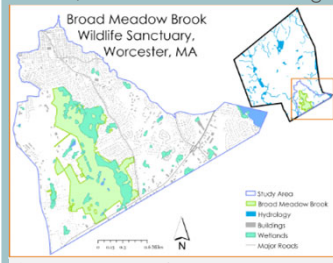 Broad Meadow Brook
Wildlife Sanctuary,
Worcester, MA
Study Area
Broad Meadow Brook
Hydrology
Buildings
Wetlands
Major Roads
N